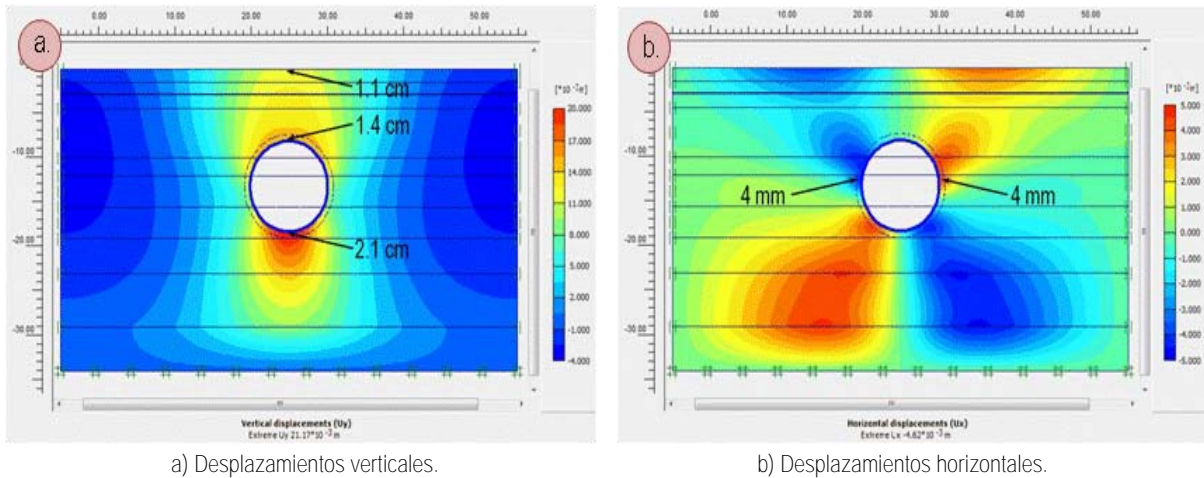 a.
0.00 10.00 20.00 30.00 40.00 50.00
1.1 cm
1.4 cm
2.1 cm
-10.00
-20.00
-30.00
20.000
17.000
14.000
11.000
8.000
5.000
2.000
-1.000
-4.000
Vertical displacements (Uy)
Extreme Uy 21.17*10⁻³ m
a) Desplazamientos verticales.
b.
0.00 10.00 20.00 30.00 40.00 50.00
4 mm
4 mm
-10.00
-20.00
-30.00
5.000
4.000
3.000
2.000
1.000
0.000
-1.000
-2.000
-3.000
-4.000
-5.000
Horizontal displacements (Ux)
Extreme Ux -4.62*10⁻³ m
b) Desplazamientos horizontales.